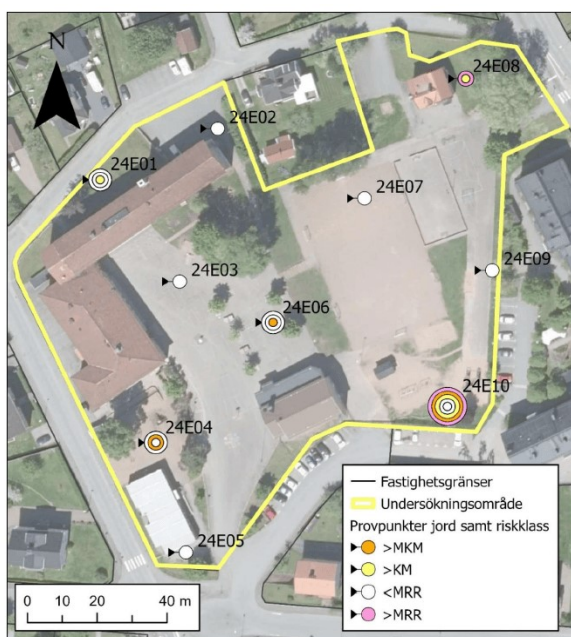 N
24E08
24E02
24E01
24E07
24E03
24E09
24E06
24E10
24E04
24E05
Fastighetsgränser
Undersökningsområde
Provpunkter jord samt riskklass
>MKM
>KM
<MRR
>MRR
0 10 20 40 m